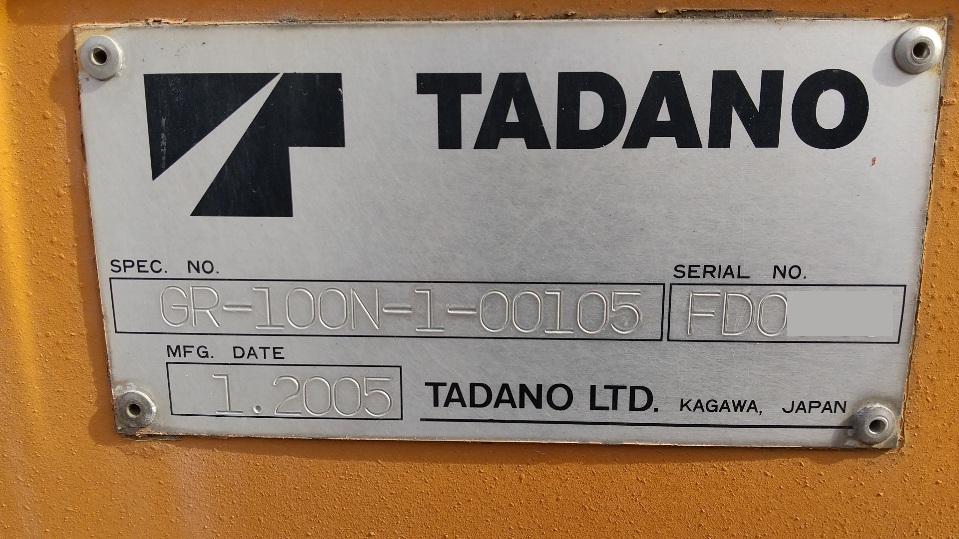 TADANO
SPEC. NO. SERIAL NO.
GR-100N-1-00105 FD0
MFG. DATE
1.2005
TADANO LTD. KAGAWA, JAPAN